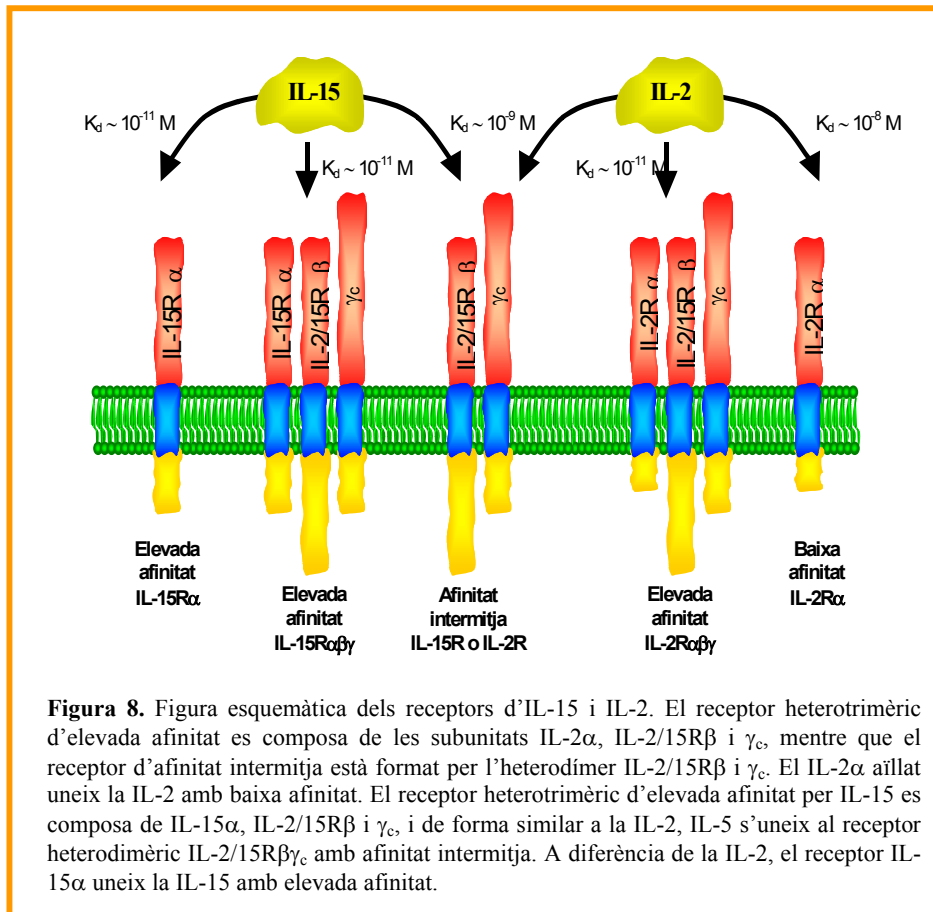 IL-15
IL-2
K_d ~ 10^-11 M
K_d ~ 10^-9 M
K_d ~ 10^-8 M
K_d ~ 10^-11 M
K_d ~ 10^-11 M
IL-15R α
IL-15R α
IL-2/15R β
γc
IL-2/15R β
γc
IL-2R α
IL-2/15R β
γc
IL-2R α
Elevada
afinitat
IL-15Rα
Elevada
afinitat
IL-15Rαβγ
Afinitat
intermitja
IL-15R o IL-2R
Elevada
afinitat
IL-2Rαβγ
Baixa
afinitat
IL-2Rα
Figura 8. Figura esquemàtica dels receptors d’IL-15 i IL-2. El receptor heterotrimèric
d’elevada afinitat es composa de les subunitats IL-2α, IL-2/15Rβ i γc, mentre que el
receptor d’afinitat intermitja està format per l’heterodímer IL-2/15Rβ i γc. El IL-2α aïllat
uneix la IL-2 amb baixa afinitat. El receptor heterotrimèric d’elevada afinitat per IL-15 es
composa de IL-15α, IL-2/15Rβ i γc, i de forma similar a la IL-2, IL-5 s’uneix al receptor
heterodimèric IL-2/15Rβγc amb afinitat intermitja. A diferència de la IL-2, el receptor IL-
15α uneix la IL-15 amb elevada afinitat.